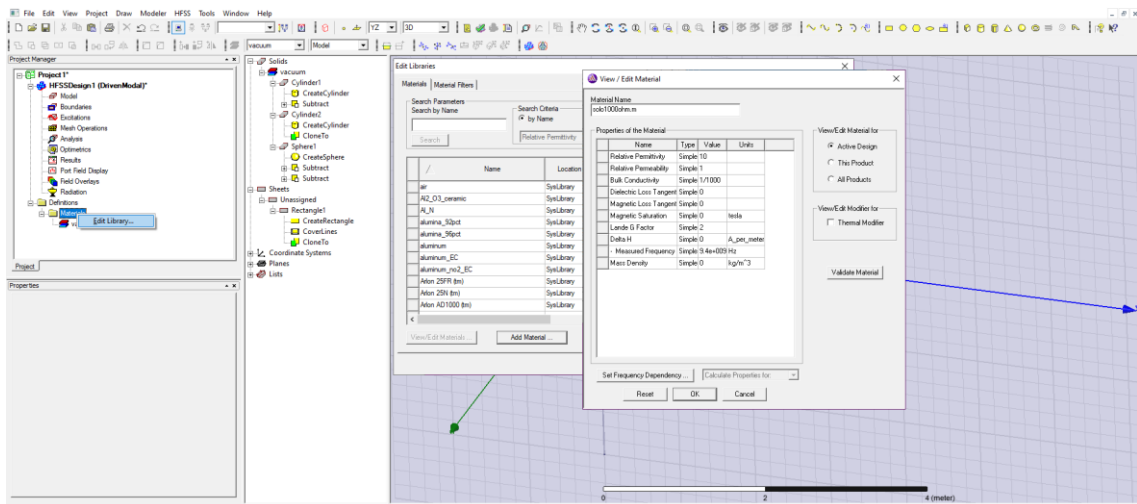 File Edit View Project Draw Modeler HFSS Tools Window Help
YZ 3D
vacuum Model
Project Manager
Project1*
HFSSDesign1 (DrivenModal)*
Model
Boundaries
Excitations
Mesh Operations
Analysis
Optimetrics
Results
Port Field Display
Field Overlays
Radiation
Definitions
Materials
Edit Library...
Project
Properties
Solids
vacuum
Cylinder1
CreateCylinder
Subtract
Cylinder2
CreateCylinder
CloneTo
Sphere1
CreateSphere
Subtract
Subtract
Sheets
Unassigned
Rectangle1
CreateRectangle
CoverLines
CloneTo
Coordinate Systems
Planes
Lists
Edit Libraries
Materials Material Filters
Search Parameters
Search by Name
Search
Search Criteria
by Name
Relative Permittivity
/ Name Location
air SysLibrary
Al2_O3_ceramic SysLibrary
Al_N SysLibrary
alumina_92pct SysLibrary
alumina_96pct SysLibrary
aluminum SysLibrary
aluminum_EC SysLibrary
aluminum_no2_EC SysLibrary
Arlon 25FR (tm) SysLibrary
Arlon 25N (tm) SysLibrary
Arlon AD1000 (tm) SysLibrary
View/Edit Materials ... Add Material ...
View / Edit Material
Material Name
solo1000ohm.m
Properties of the Material
Name Type Value Units
Relative Permittivity Simple 10
Relative Permeability Simple 1
Bulk Conductivity Simple 1/1000
Dielectric Loss Tangent Simple 0
Magnetic Loss Tangent Simple 0
Magnetic Saturation Simple 0 tesla
Lande G Factor Simple 2
Delta H Simple 0 A_per_meter
- Measured Frequency Simple 9.4e+009 Hz
Mass Density Simple 0 kg/m^3
View/Edit Material for
Active Design
This Product
All Products
View/Edit Modifier for
Thermal Modifier
Validate Material
Set Frequency Dependency ... Calculate Properties for:
Reset OK Cancel
0 2 4 (meter)